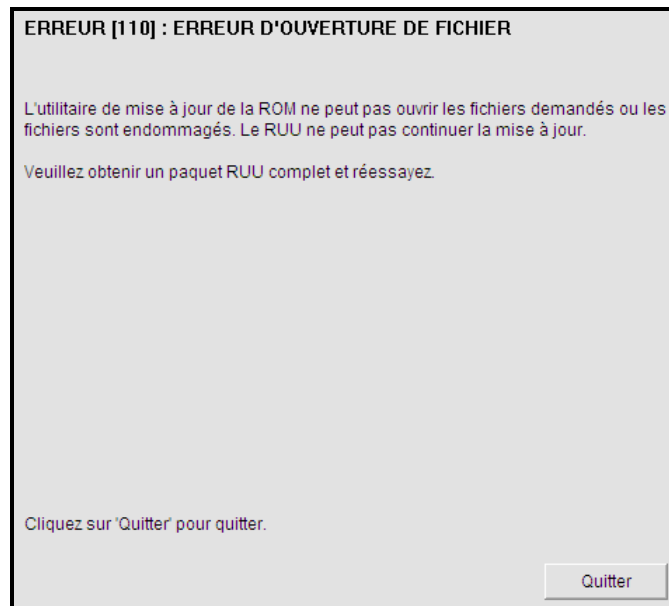 ERREUR [110] : ERREUR D'OUVERTURE DE FICHIER
L'utilitaire de mise à jour de la ROM ne peut pas ouvrir les fichiers demandés ou les
fichiers sont endommagés. Le RUU ne peut pas continuer la mise à jour.
Veuillez obtenir un paquet RUU complet et réessayez.
Cliquez sur 'Quitter' pour quitter.
Quitter